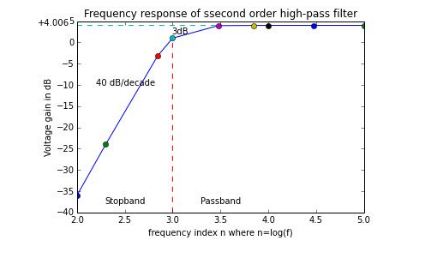 Frequency response of ssecond order high-pass filter
+4.0065
0
−5
−10
−15
−20
−25
−30
−35
−40
Voltage gain in dB
3dB
40 dB/decade
Stopband
Passband
2.0
2.5
3.0
3.5
4.0
4.5
5.0
frequency index n where n=log(f)